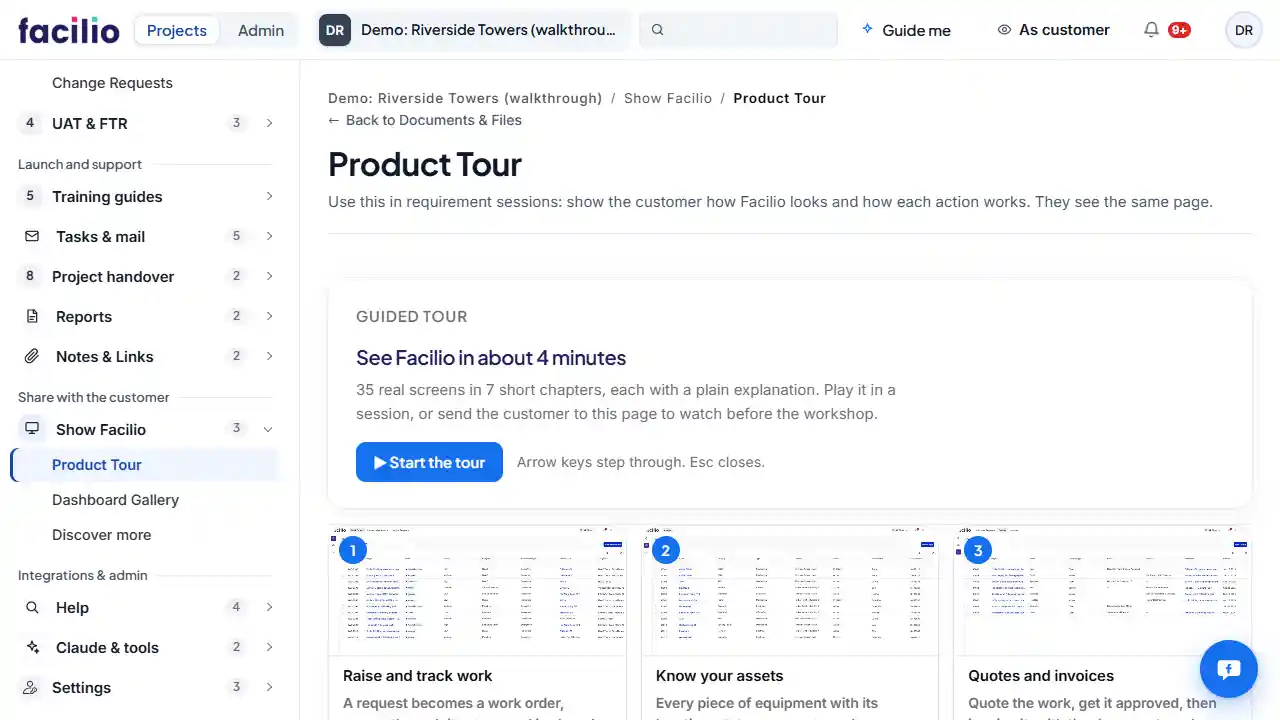 facilio
Projects
Admin
DR
Demo: Riverside Towers (walkthrou...
Guide me
As customer
9+
DR
Change Requests
4 UAT & FTR 3
Launch and support
5 Training guides
Tasks & mail 5
8 Project handover 2
Reports 2
Notes & Links 2
Share with the customer
Show Facilio 3
Product Tour
Dashboard Gallery
Discover more
Integrations & admin
Help 4
Claude & tools 2
Settings 3
Demo: Riverside Towers (walkthrough) / Show Facilio / Product Tour
← Back to Documents & Files
Product Tour
Use this in requirement sessions: show the customer how Facilio looks and how each action works. They see the same page.
GUIDED TOUR
See Facilio in about 4 minutes
35 real screens in 7 short chapters, each with a plain explanation. Play it in a
session, or send the customer to this page to watch before the workshop.
▶ Start the tour
Arrow keys step through. Esc closes.
1
Raise and track work
A request becomes a work order,
2
Know your assets
Every piece of equipment with its
3
Quotes and invoices
Quote the work, get it approved, then